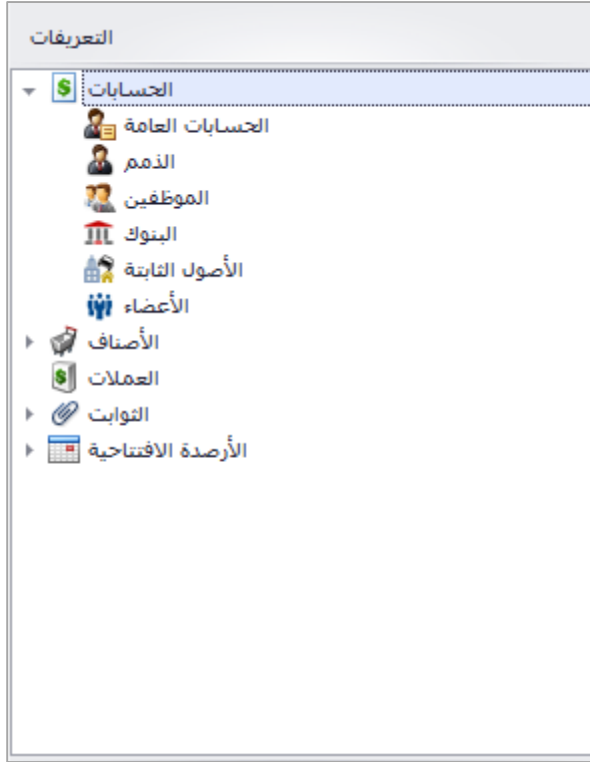 التعريفات
الحسابات
الحسابات العامة
الذمم
الموظفين
البنوك
الأصول الثابتة
الأعضاء
الأصناف
العملات
الثوابت
الأرصدة الافتتاحية